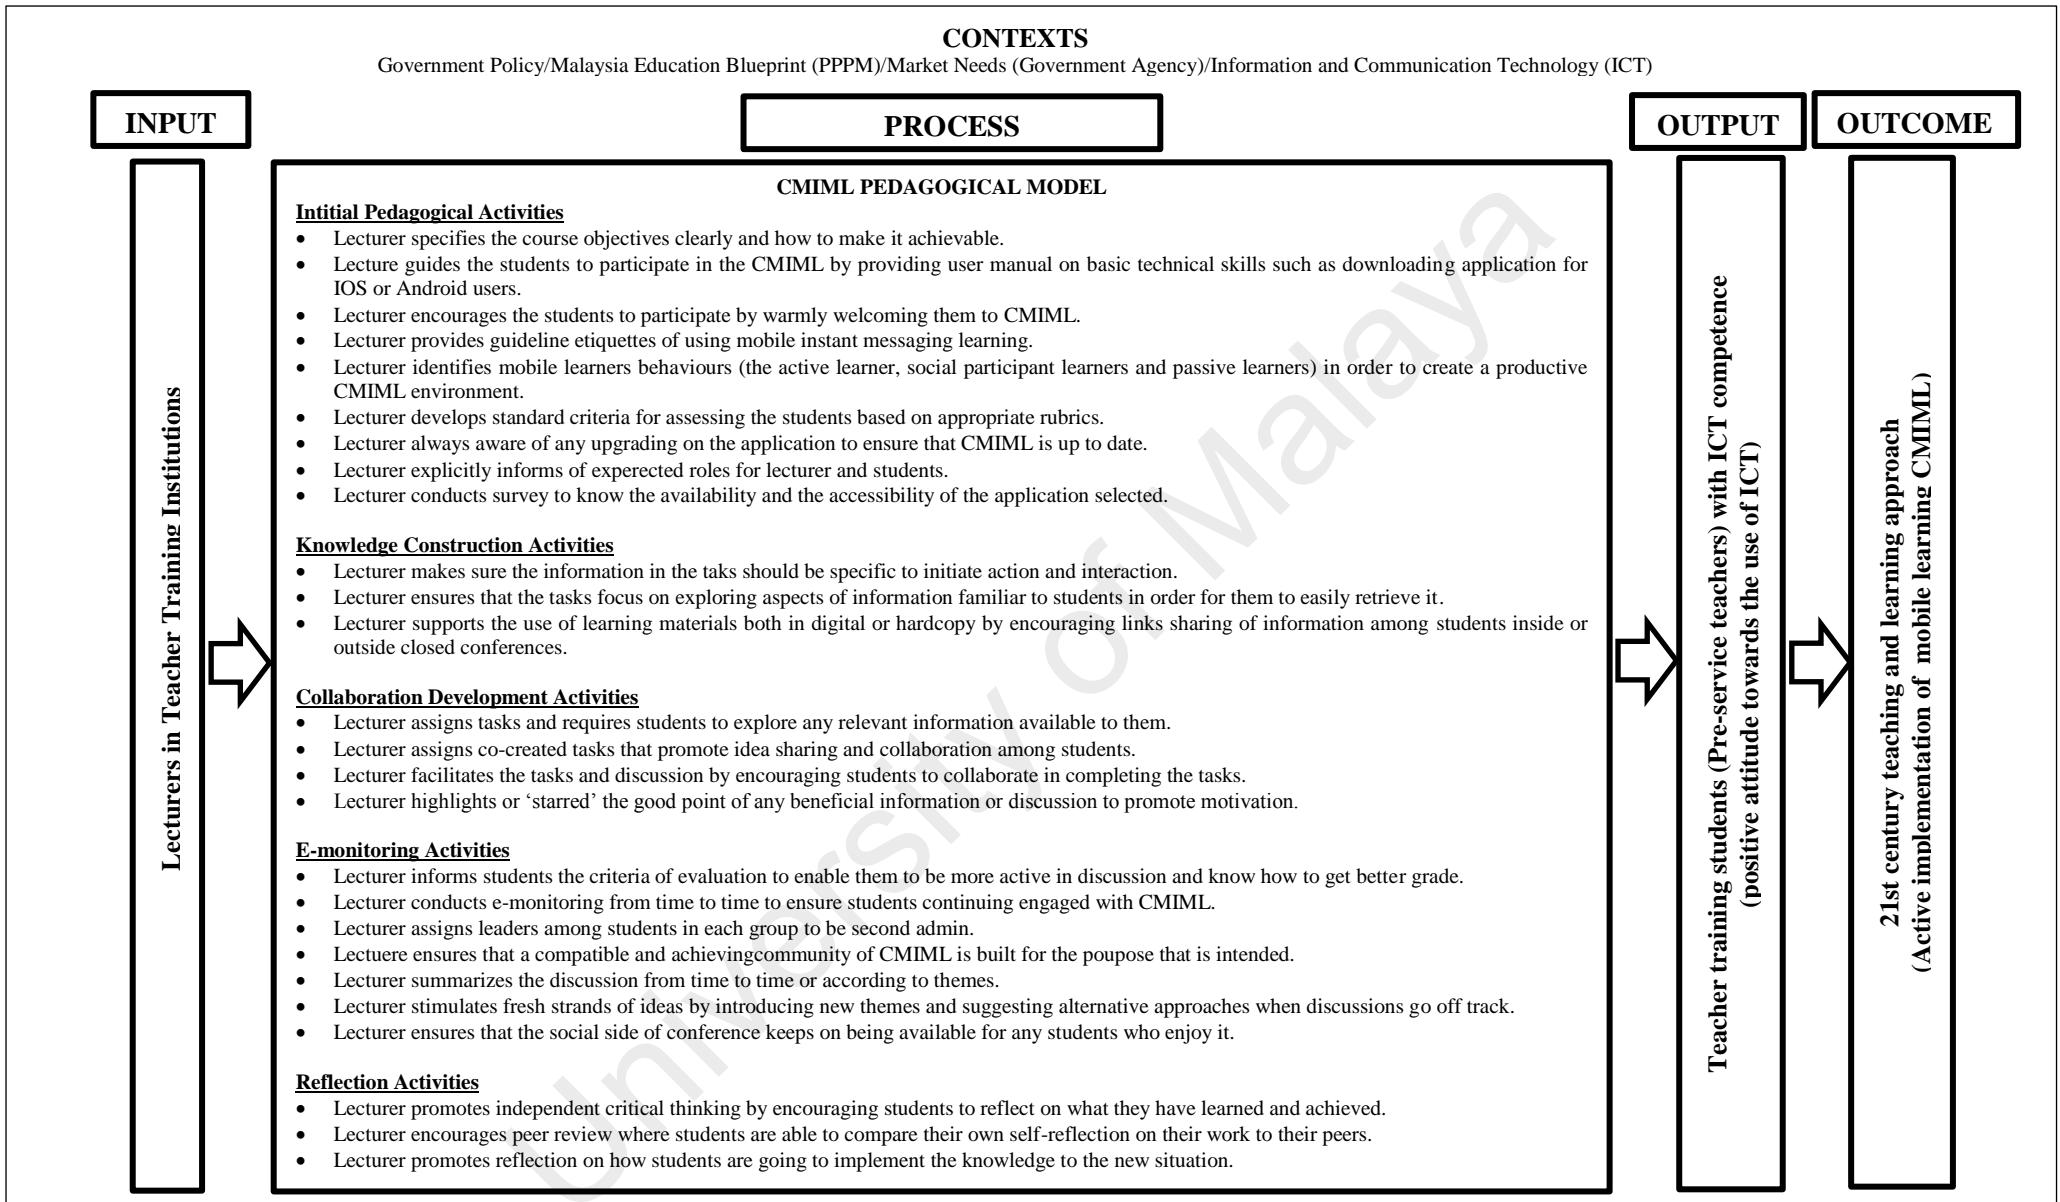 CONTEXTS
Government Policy/Malaysia Education Blueprint (PPPM)/Market Needs (Government Agency)/Information and Communication Technology (ICT)
INPUT
PROCESS
OUTPUT
OUTCOME
Lecturers in Teacher Training Institutions
CMIML PEDAGOGICAL MODEL
Intitial Pedagogical Activities
• Lecturer specifies the course objectives clearly and how to make it achievable.
• Lecture guides the students to participate in the CMIML by providing user manual on basic technical skills such as downloading application for
IOS or Android users.
• Lecturer encourages the students to participate by warmly welcoming them to CMIML.
• Lecturer provides guideline etiquettes of using mobile instant messaging learning.
• Lecturer identifies mobile learners behaviours (the active learner, social participant learners and passive learners) in order to create a productive
CMIML environment.
• Lecturer develops standard criteria for assessing the students based on appropriate rubrics.
• Lecturer always aware of any upgrading on the application to ensure that CMIML is up to date.
• Lecturer explicitly informs of experected roles for lecturer and students.
• Lecturer conducts survey to know the availability and the accessibility of the application selected.
Knowledge Construction Activities
• Lecturer makes sure the information in the taks should be specific to initiate action and interaction.
• Lecturer ensures that the tasks focus on exploring aspects of information familiar to students in order for them to easily retrieve it.
• Lecturer supports the use of learning materials both in digital or hardcopy by encouraging links sharing of information among students inside or
outside closed conferences.
Collaboration Development Activities
• Lecturer assigns tasks and requires students to explore any relevant information available to them.
• Lecturer assigns co-created tasks that promote idea sharing and collaboration among students.
• Lecturer facilitates the tasks and discussion by encouraging students to collaborate in completing the tasks.
• Lecturer highlights or ‘starred’ the good point of any beneficial information or discussion to promote motivation.
E-monitoring Activities
• Lecturer informs students the criteria of evaluation to enable them to be more active in discussion and know how to get better grade.
• Lecturer conducts e-monitoring from time to time to ensure students continuing engaged with CMIML.
• Lecturer assigns leaders among students in each group to be second admin.
• Lectuere ensures that a compatible and achievingcommunity of CMIML is built for the poupose that is intended.
• Lecturer summarizes the discussion from time to time or according to themes.
• Lecturer stimulates fresh strands of ideas by introducing new themes and suggesting alternative approaches when discussions go off track.
• Lecturer ensures that the social side of conference keeps on being available for any students who enjoy it.
Reflection Activities
• Lecturer promotes independent critical thinking by encouraging students to reflect on what they have learned and achieved.
• Lecturer encourages peer review where students are able to compare their own self-reflection on their work to their peers.
• Lecturer promotes reflection on how students are going to implement the knowledge to the new situation.
Teacher training students (Pre-service teachers) with ICT competence
(positive attitude towards the use of ICT)
21st century teaching and learning approach
(Active implementation of mobile learning CMIML)
University of Malaya